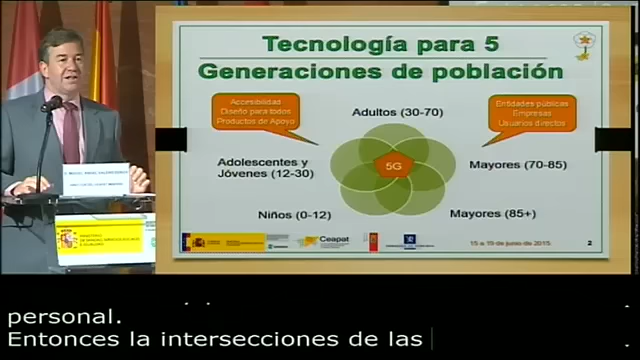 Tecnología para 5
Generaciones de población
Accesibilidad
Diseño para todos
Productos de Apoyo
Adultos (30-70)
Entidades públicas
Empresas
Usuarios directos
Adolescentes y
Jóvenes (12-30)
5G
Mayores (70-85)
Niños (0-12)
Mayores (85+)
Ceapat
15 a 19 de junio de 2015
2
personal.
Entonces la intersecciones de las